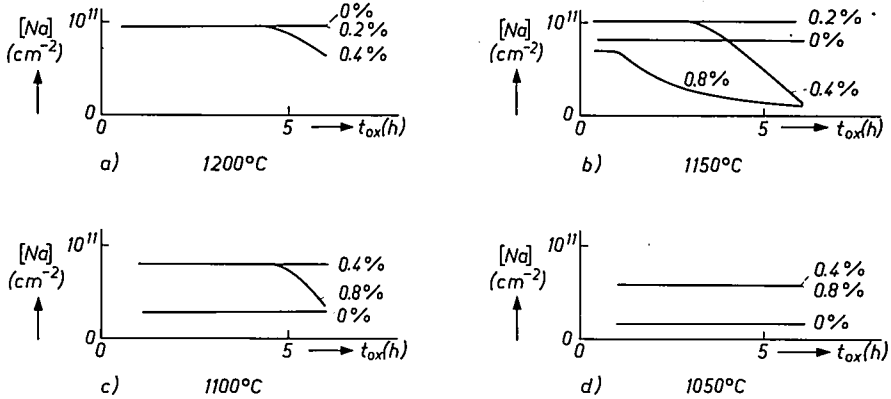 [Na]
(cm⁻²)
10¹¹
0
0
5
t_ox(h)
0%
0.2%
0.4%
a) 1200°C
[Na]
(cm⁻²)
10¹¹
0
0
5
t_ox(h)
0.2%
0%
0.8%
0.4%
b) 1150°C
[Na]
(cm⁻²)
10¹¹
0
0
5
t_ox(h)
0.4%
0.8%
0%
c) 1100°C
[Na]
(cm⁻²)
10¹¹
0
0
5
t_ox(h)
0.4%
0.8%
0%
d) 1050°C